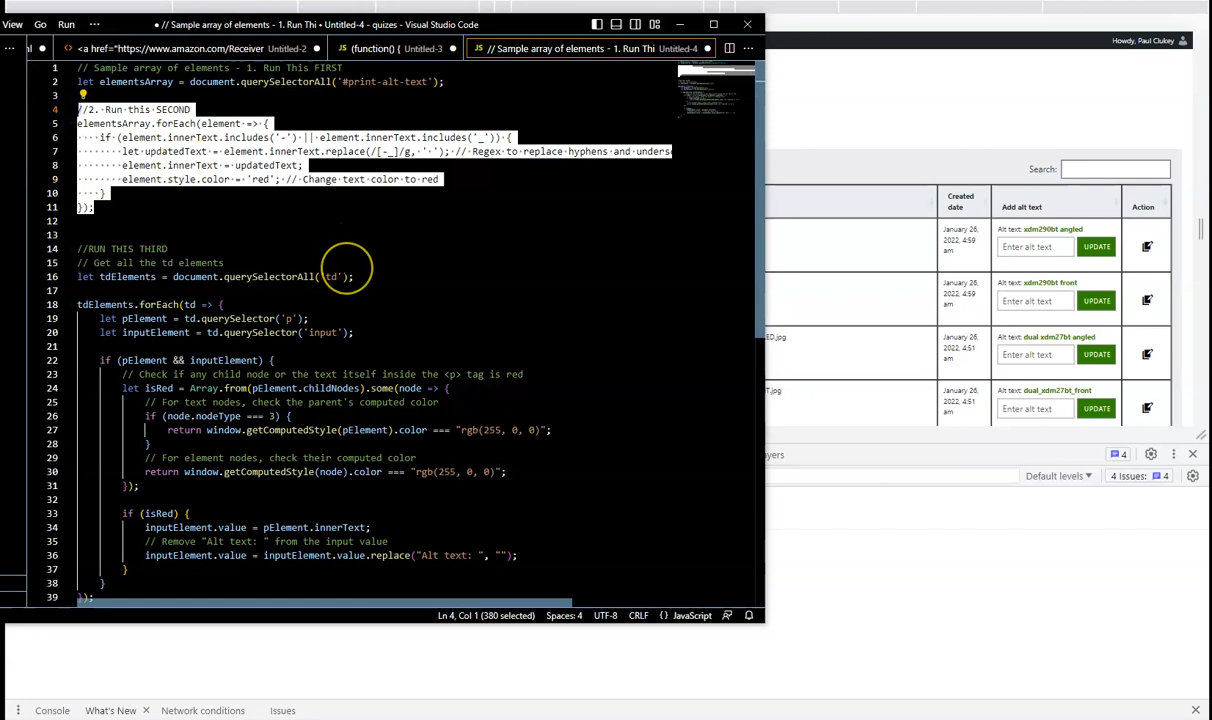 View Go Run ··· ● // Sample array of elements - 1. Run Thi • Untitled-4 - quizes - Visual Studio Code
··· ml ● <> <a href="https://www.amazon.com/Receiver Untitled-2 ● JS (function() { Untitled-3 ● JS // Sample array of elements - 1. Run Thi Untitled-4 ● ···
1 // Sample array of elements - 1. Run This FIRST
2 let elementsArray = document.querySelectorAll('#print-alt-text');
3
4 //2. Run this SECOND
5 elementsArray.forEach(element => {
6 if (element.innerText.includes('-') || element.innerText.includes('_')) {
7 let updatedText = element.innerText.replace(/[-_]/g, ' '); // Regex to replace hyphens and unders
8 element.innerText = updatedText;
9 element.style.color = 'red'; // Change text color to red
10 }
11 });
12
13
14 //RUN THIS THIRD
15 // Get all the td elements
16 let tdElements = document.querySelectorAll('td');
17
18 tdElements.forEach(td => {
19 let pElement = td.querySelector('p');
20 let inputElement = td.querySelector('input');
21
22 if (pElement && inputElement) {
23 // Check if any child node or the text itself inside the <p> tag is red
24 let isRed = Array.from(pElement.childNodes).some(node => {
25 // For text nodes, check the parent's computed color
26 if (node.nodeType === 3) {
27 return window.getComputedStyle(pElement).color === "rgb(255, 0, 0)";
28 }
29 // For element nodes, check their computed color
30 return window.getComputedStyle(node).color === "rgb(255, 0, 0)";
31 });
32
33 if (isRed) {
34 inputElement.value = pElement.innerText;
35 // Remove "Alt text: " from the input value
36 inputElement.value = inputElement.value.replace("Alt text: ", "");
37 }
38 }
39 });
Ln 4, Col 1 (380 selected) Spaces: 4 UTF-8 CRLF {} JavaScript
Howdy, Paul Clukey
Search:
Created
date Add alt text Action
January 26,
2022, 4:59
am
Alt text: xdm290bt angled
Enter alt text UPDATE
January 26,
2022, 4:59
am
Alt text: xdm290bt front
Enter alt text UPDATE
ED.jpg
January 26,
2022, 4:51
am
Alt text: dual xdm27bt angled
Enter alt text UPDATE
T.jpg
January 26,
2022, 4:51
am
Alt text: dual_xdm27bt_front
Enter alt text UPDATE
ayers 4
Default levels ▼ 4 Issues: 4
Console What's New × Network conditions Issues